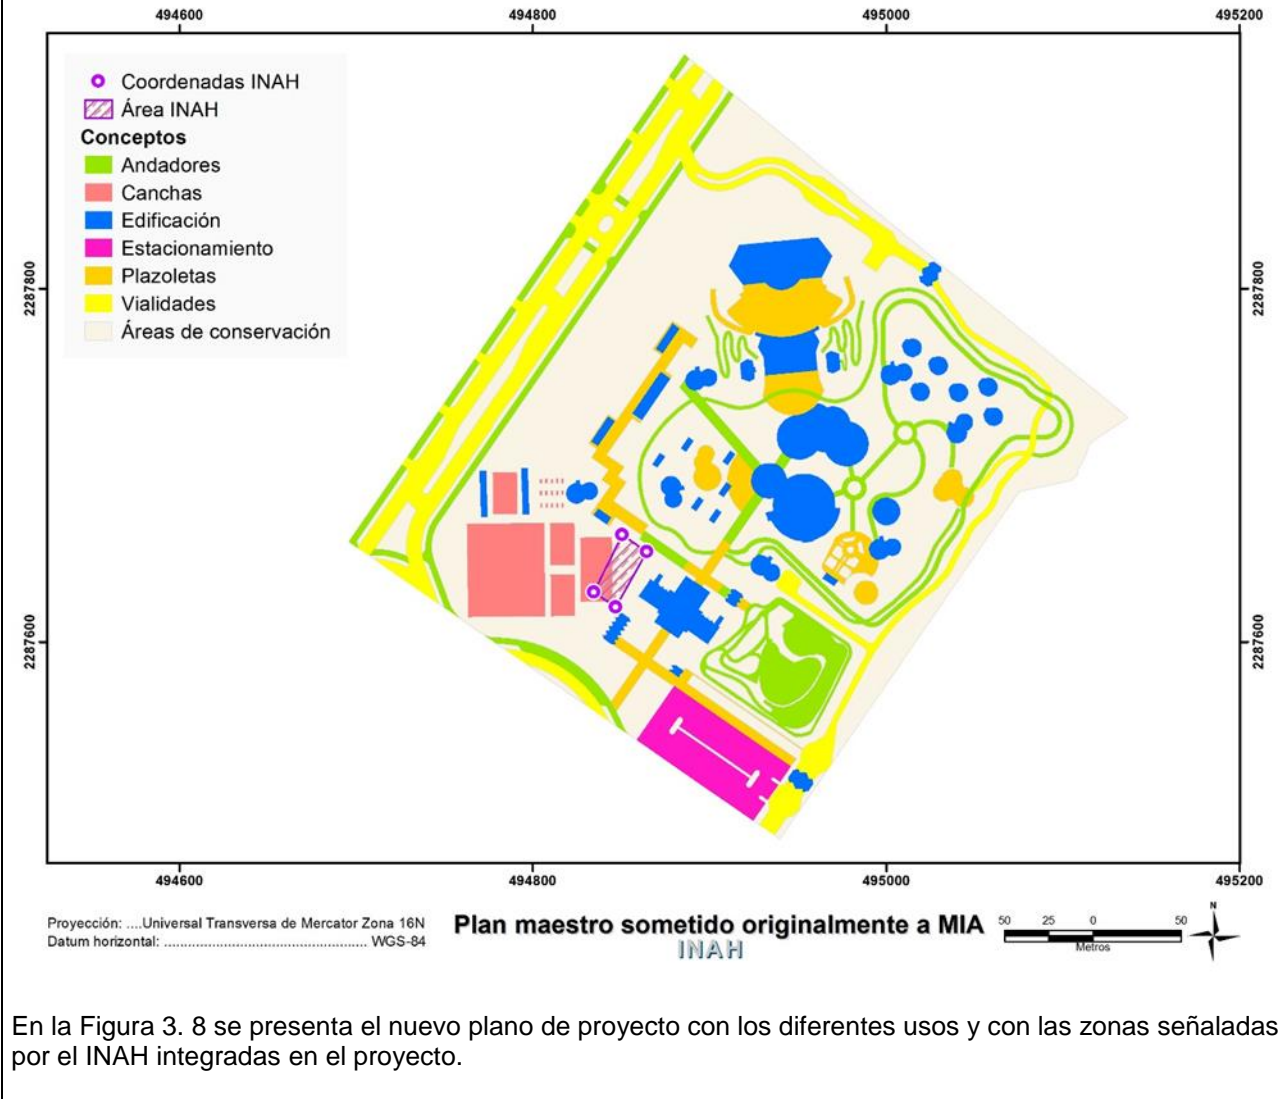 494600 494800 495000 495200
Coordenadas INAH
Área INAH
Conceptos
Andadores
Canchas
Edificación
Estacionamiento
Plazoletas
Vialidades
Áreas de conservación
2287800 2287800
2287600 2287600
494600 494800 495000 495200
Proyección: ....Universal Transversa de Mercator Zona 16N
Datum horizontal: .................................................. WGS-84
Plan maestro sometido originalmente a MIA
INAH
50 25 0 50
Metros
N
En la Figura 3. 8 se presenta el nuevo plano de proyecto con los diferentes usos y con las zonas señaladas
por el INAH integradas en el proyecto.